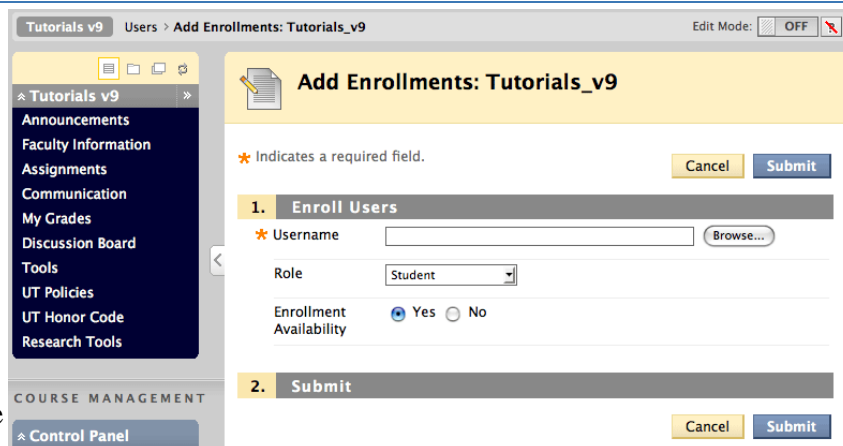 Tutorials v9 Users > Add Enrollments: Tutorials_v9 Edit Mode: OFF
Tutorials v9
Announcements
Faculty Information
Assignments
Communication
My Grades
Discussion Board
Tools
UT Policies
UT Honor Code
Research Tools
COURSE MANAGEMENT
Control Panel
Add Enrollments: Tutorials_v9
* Indicates a required field.
Cancel Submit
1. Enroll Users
* Username Browse...
Role Student
Enrollment Availability Yes No
2. Submit
Cancel Submit